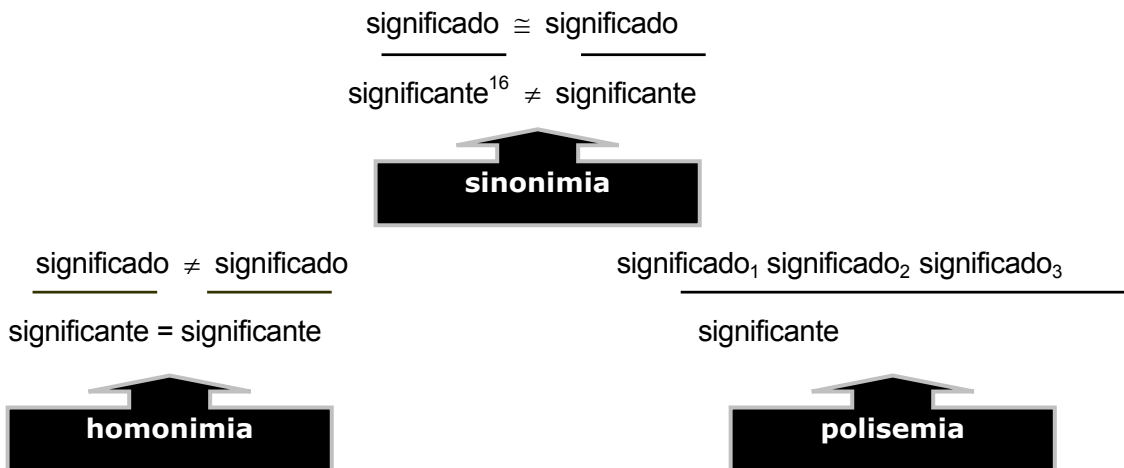 significado ≅ significado
significante¹⁶ ≠ significante
sinonimia
significado ≠ significado
significante = significante
homonimia
significado₁ significado₂ significado₃
significante
polisemia